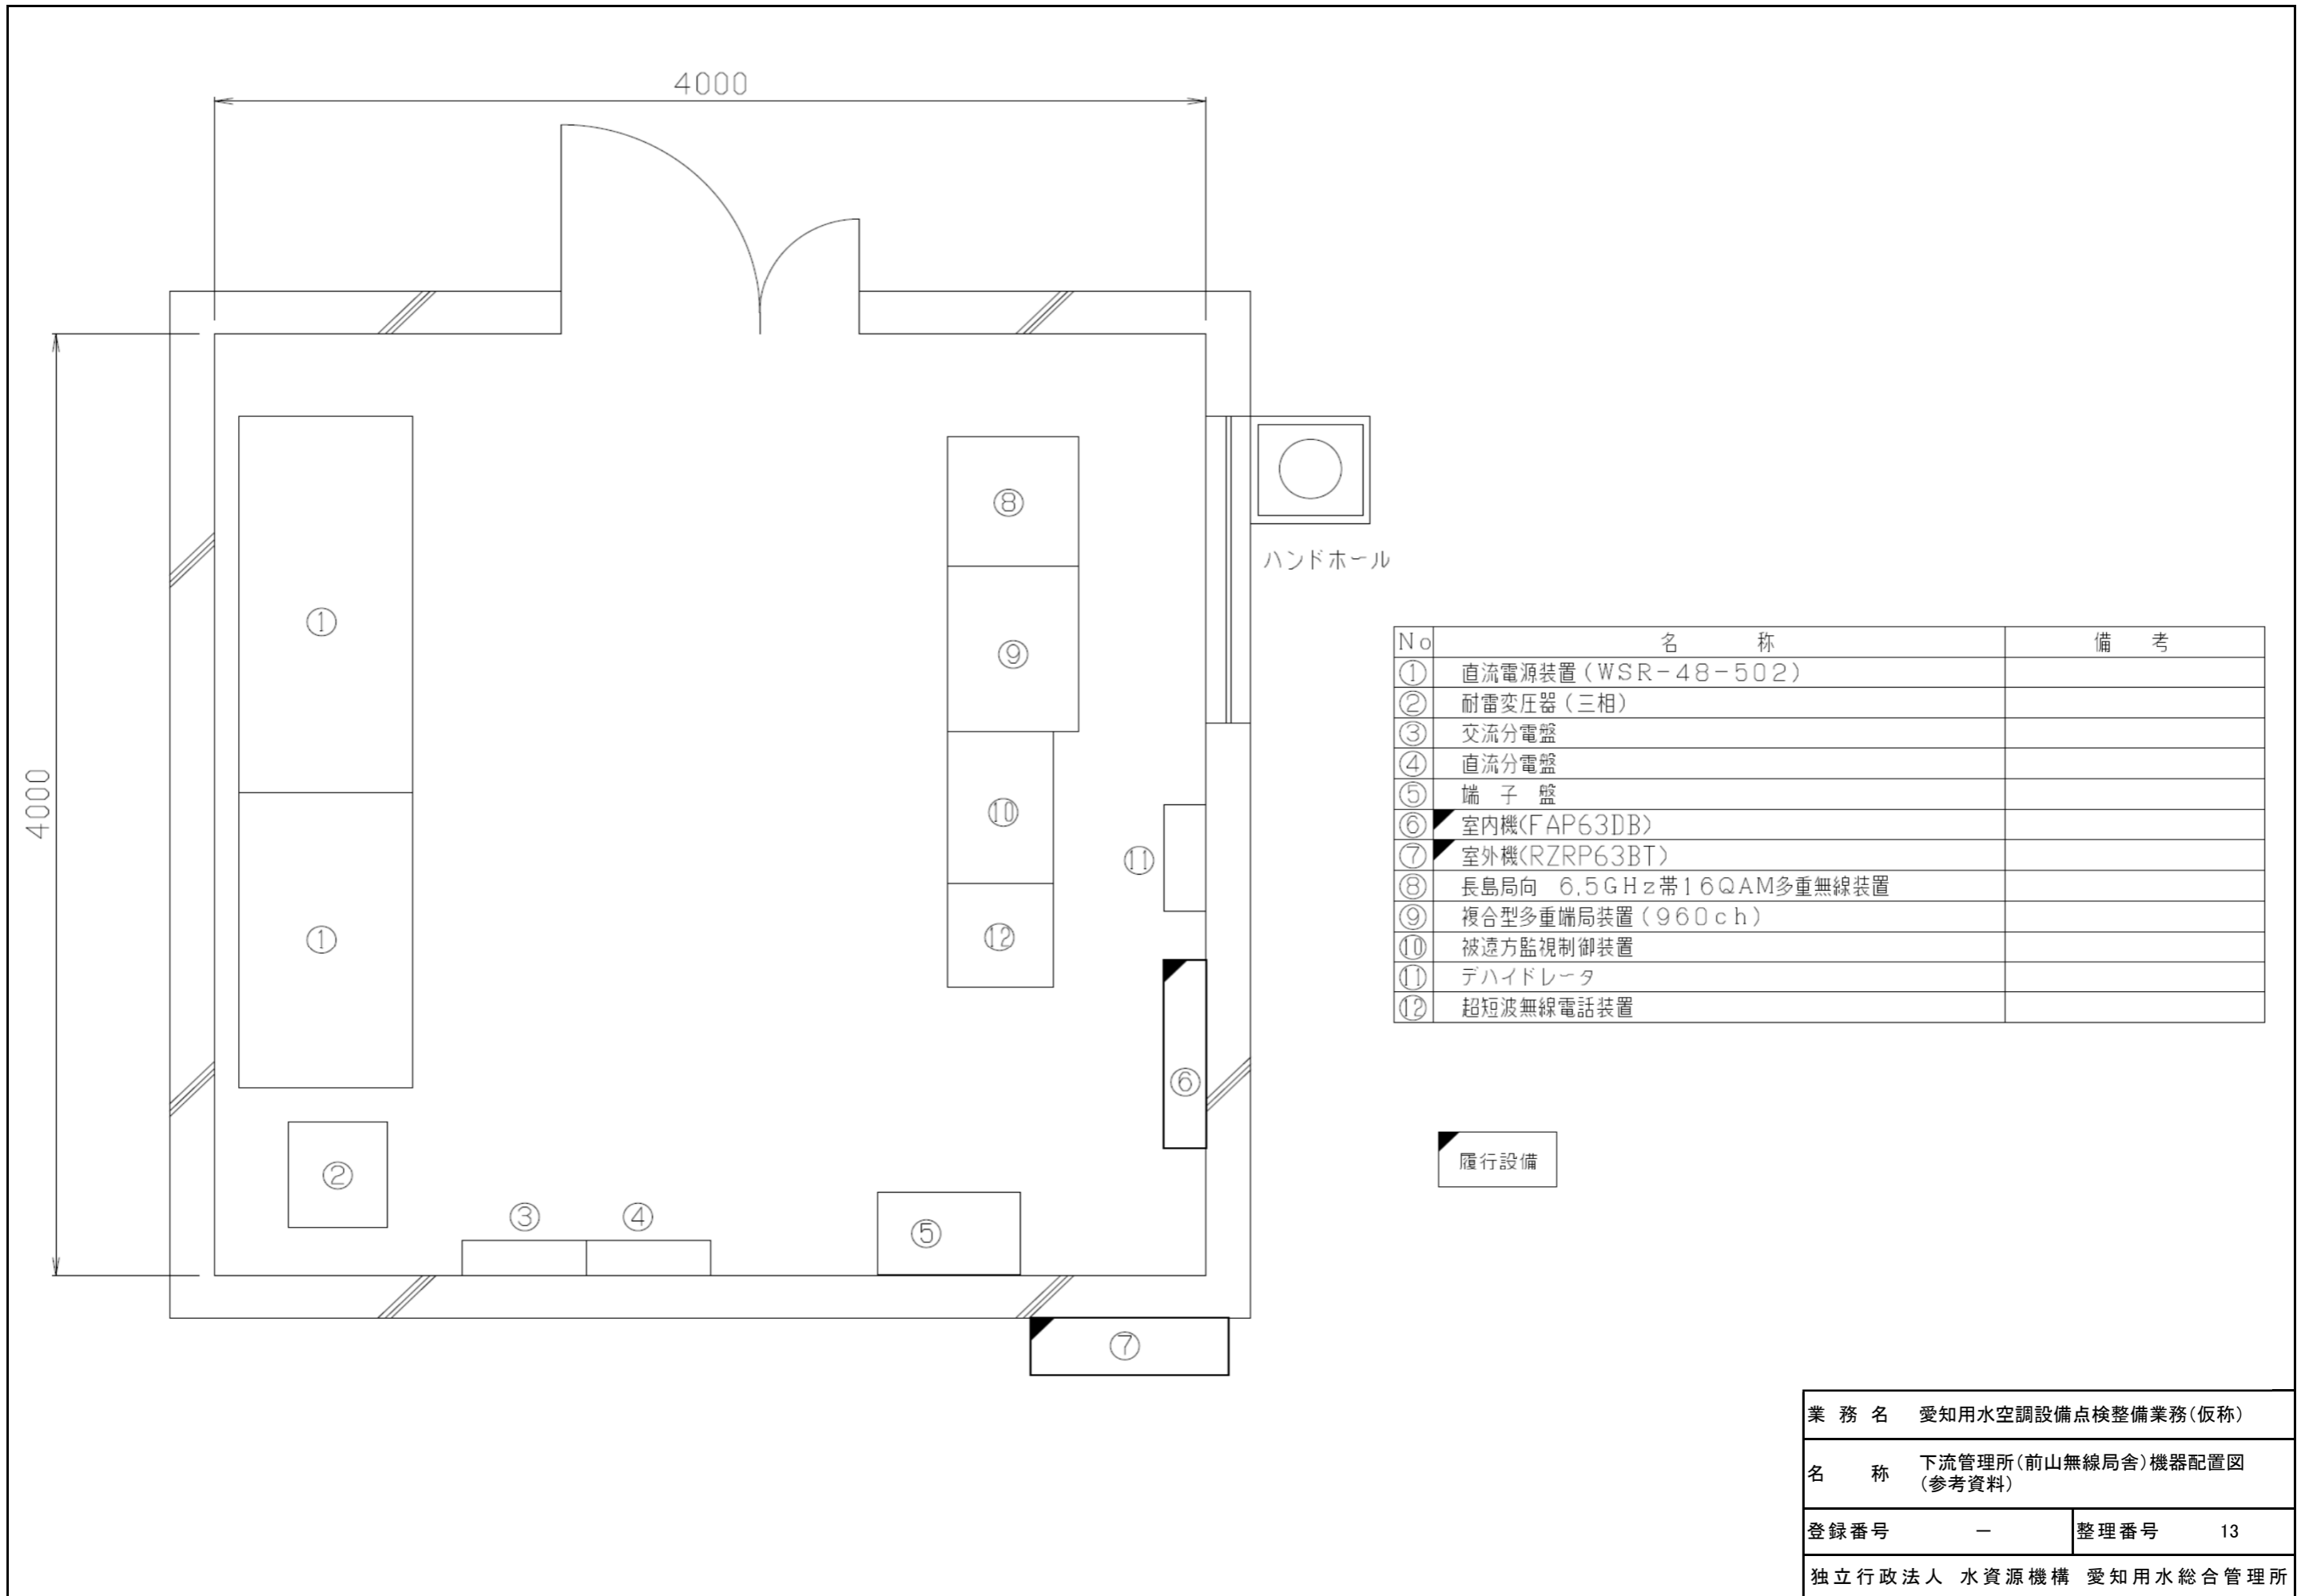 4000
4000
①
①
②
③
④
⑤
⑥
⑦
⑧
⑨
⑩
⑪
⑫
ハンドホール
No 名 称 備 考
① 直流電源装置(WSR-48-502)
② 耐雷変圧器(三相)
③ 交流分電盤
④ 直流分電盤
⑤ 端 子 盤
⑥ 室内機(FAP63DB)
⑦ 室外機(RZRP63BT)
⑧ 長島局向 6.5GHz帯16QAM多重無線装置
⑨ 複合型多重端局装置(960ch)
⑩ 被遠方監視制御装置
⑪ デハイドレータ
⑫ 超短波無線電話装置
履行設備
業 務 名 愛知用水空調設備点検整備業務(仮称)
名 称 下流管理所(前山無線局舎)機器配置図
(参考資料)
登録番号 － 整理番号 13
独立行政法人 水資源機構 愛知用水総合管理所